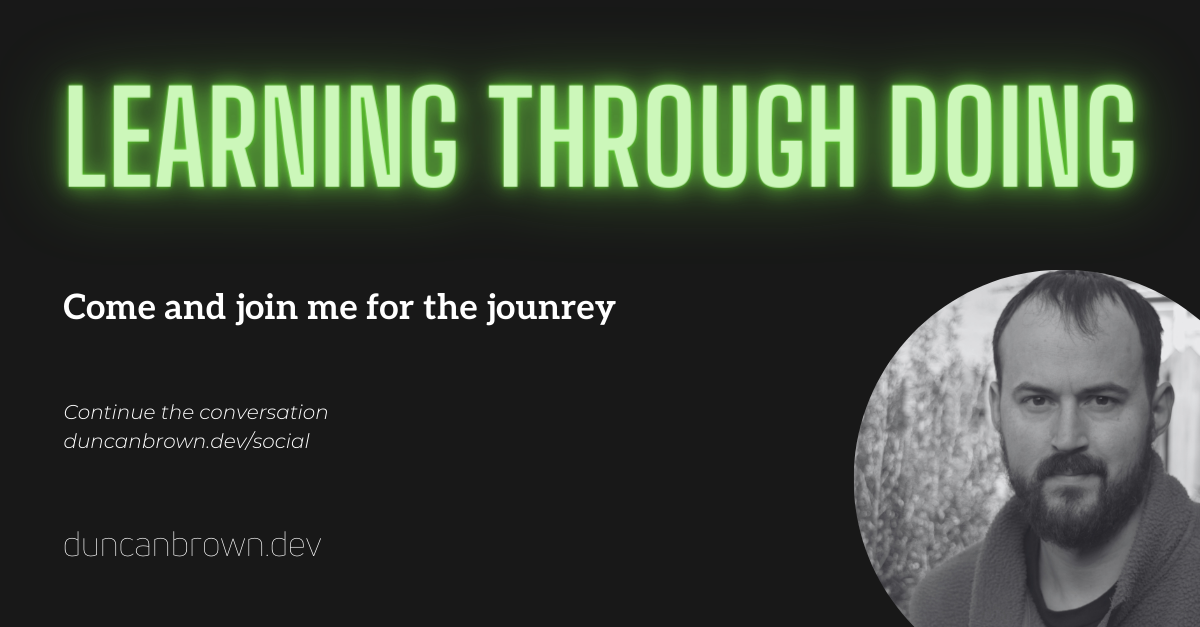 LEARNING THROUGH DOING
Come and join me for the jounrey
Continue the conversation
duncanbrown.dev/social
duncanbrown.dev